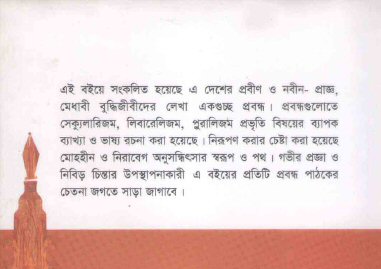 এই বইয়ে সংকলিত হয়েছে এ দেশের প্রবীণ ও নবীন- প্রাজ্ঞ,
মেধাবী বুদ্ধিজীবীদের লেখা একগুচ্ছ প্রবন্ধ । প্রবন্ধগুলোতে
সেক্যুলারিজম, লিবারেলিজম, পুরালিজম প্রভৃতি বিষয়ের ব্যাপক
ব্যাখ্যা ও ভাষ্য রচনা করা হয়েছে । নিরূপণ করার চেষ্টা করা হয়েছে
মোহহীন ও নিরাবেগ অনুসন্ধিৎসার স্বরূপ ও পথ । গভীর প্রজ্ঞা ও
নিবিড় চিন্তার উপস্থাপনাকারী এ বইয়ের প্রতিটি প্রবন্ধ পাঠকের
চেতনা জগতে সাড়া জাগাবে ।